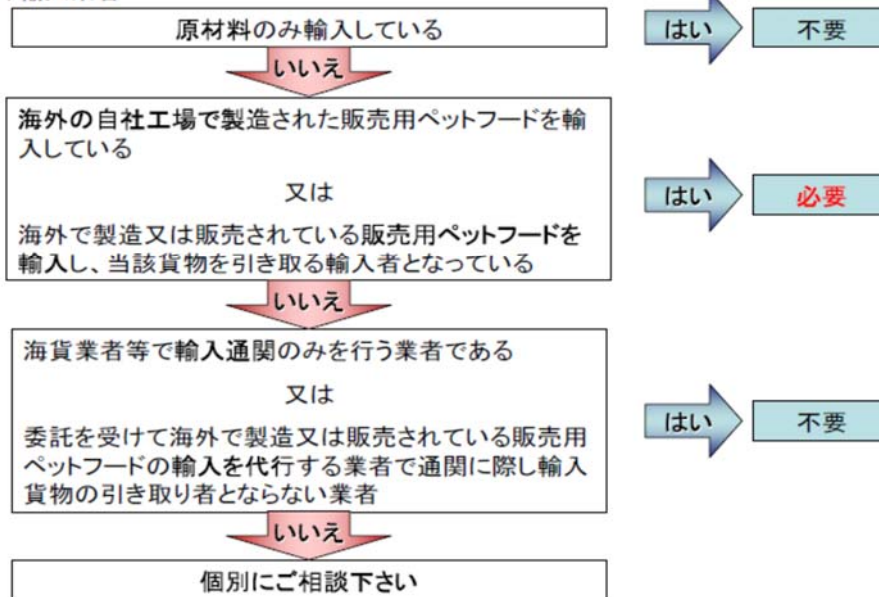 原材料のみ輸入している
はい
不要
いいえ
海外の自社工場で製造された販売用ペットフードを輸
入している
又は
海外で製造又は販売されている販売用ペットフードを
輸入し、当該貨物を引き取る輸入者となっている
はい
必要
いいえ
海貨業者等で輸入通関のみを行う業者である
又は
委託を受けて海外で製造又は販売されている販売用
ペットフードの輸入を代行する業者で通関に際し輸入
貨物の引き取り者とならない業者
はい
不要
いいえ
個別にご相談下さい